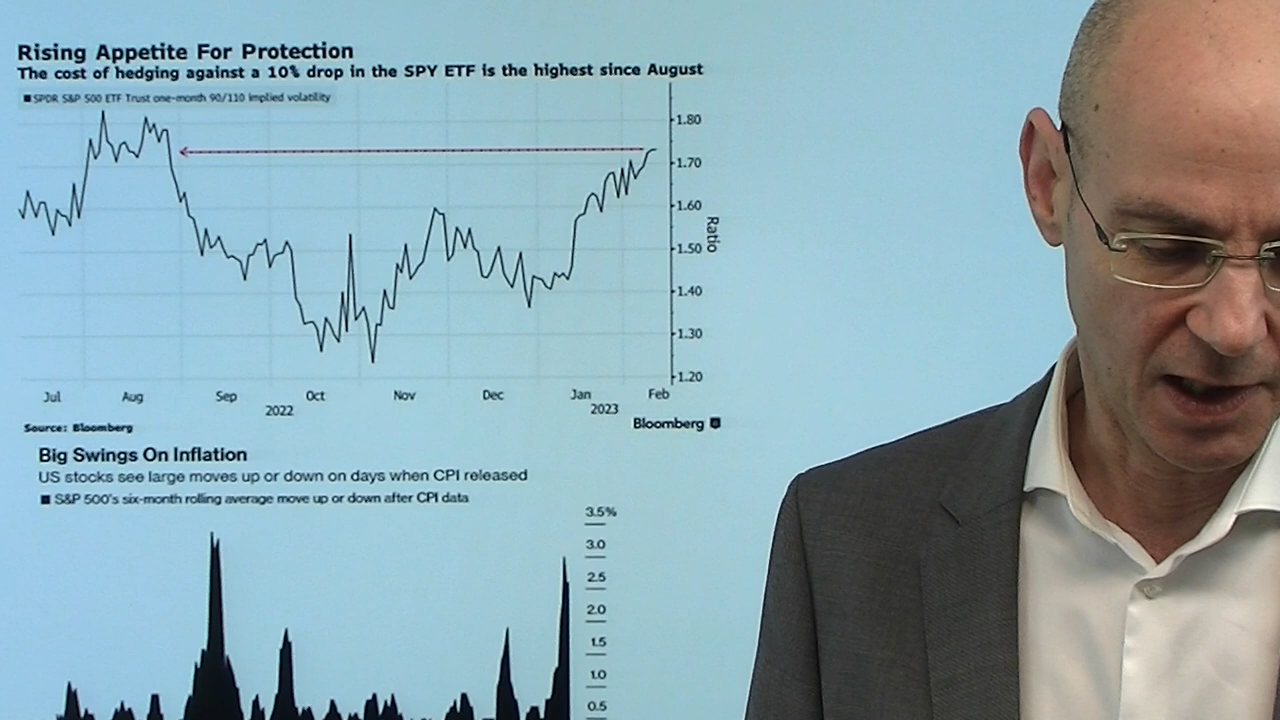 Rising Appetite For Protection
The cost of hedging against a 10% drop in the SPY ETF is the highest since August
SPDR S&P 500 ETF Trust one-month 90/110 implied volatility
1.80
1.70
1.60
1.50
1.40
1.30
1.20
Ratio
Jul Aug Sep Oct Nov Dec Jan Feb
2022 2023
Source: Bloomberg
Bloomberg
Big Swings On Inflation
US stocks see large moves up or down on days when CPI released
S&P 500's six-month rolling average move up or down after CPI data
3.5%
3.0
2.5
2.0
1.5
1.0
0.5